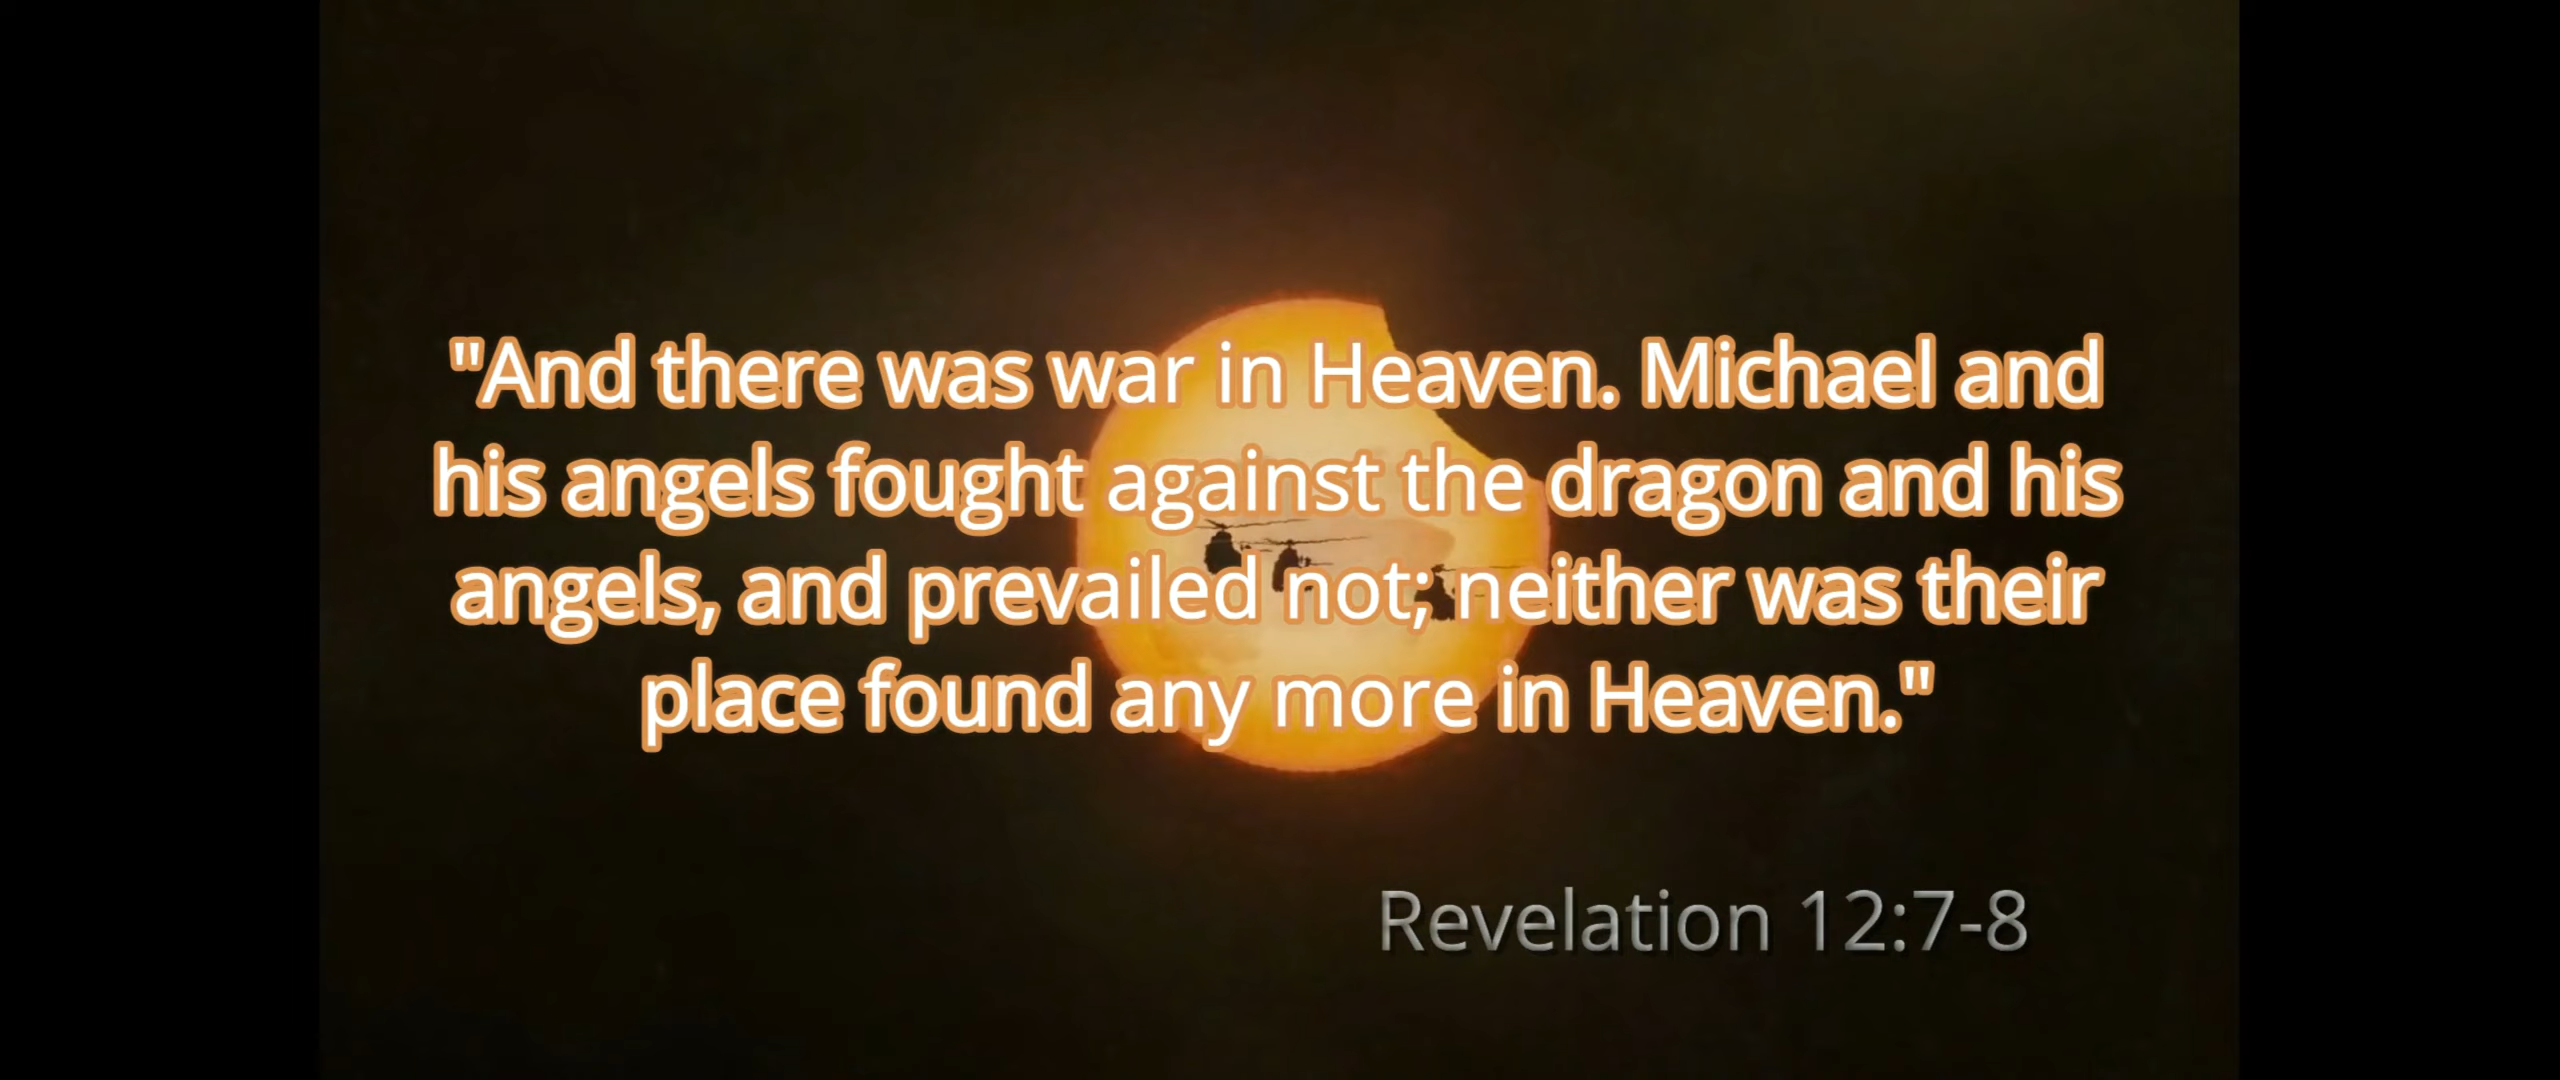 "And there was war in Heaven. Michael and
his angels fought against the dragon and his
angels, and prevailed not; neither was their
place found any more in Heaven."
Revelation 12:7-8